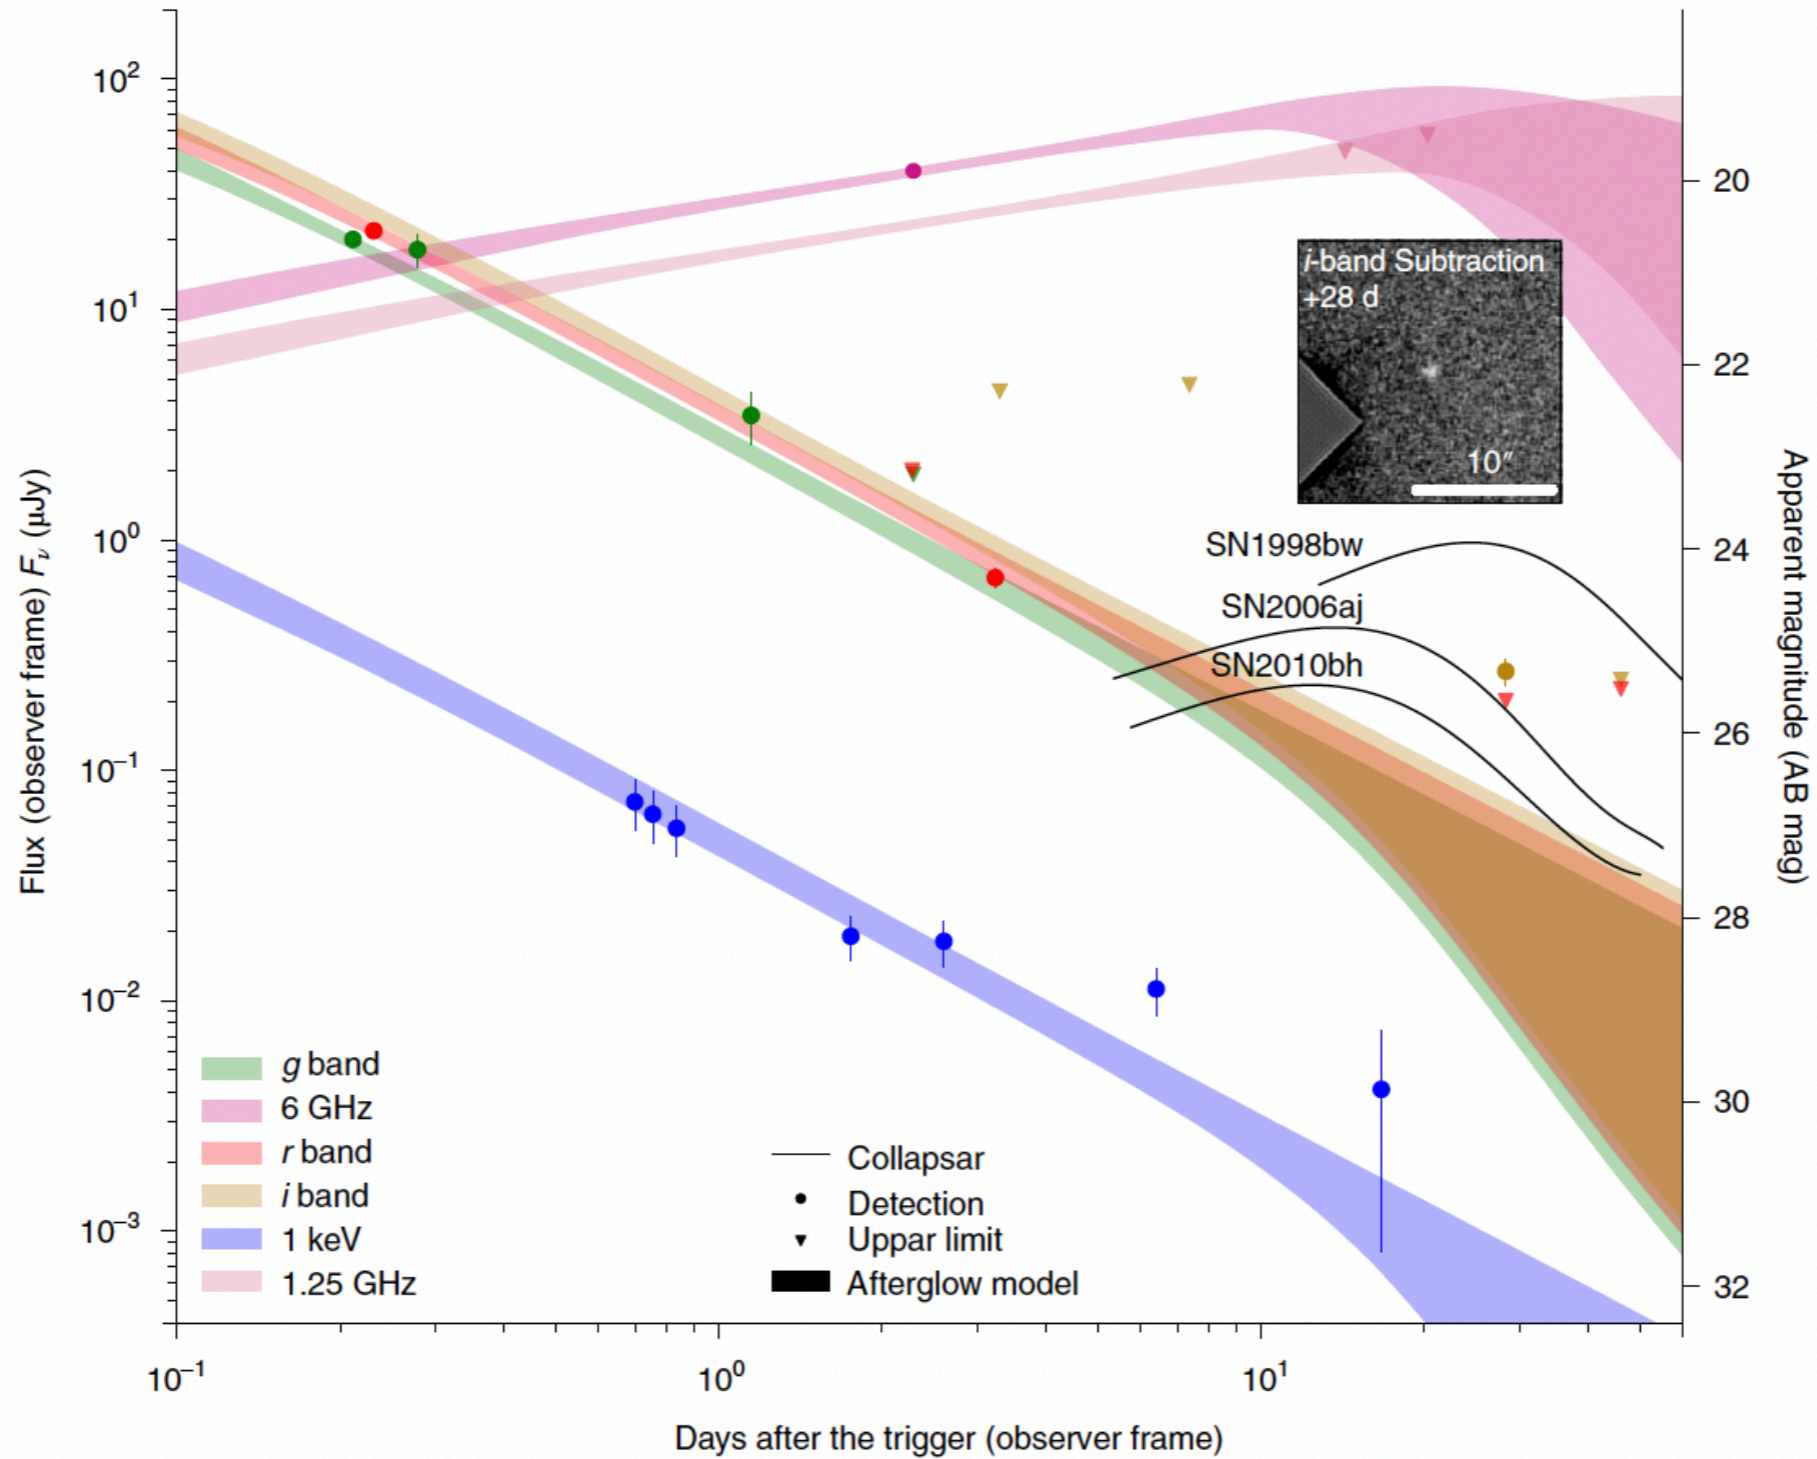 10²
10¹
10⁰
10⁻¹
10⁻²
10⁻³
Flux (observer frame) Fν (μJy)
20
22
24
26
28
30
32
Apparent magnitude (AB mag)
i-band Subtraction
+28 d
10″
SN1998bw
SN2006aj
SN2010bh
g band
6 GHz
r band
i band
1 keV
1.25 GHz
Collapsar
Detection
Uppar limit
Afterglow model
10⁻¹
10⁰
10¹
Days after the trigger (observer frame)